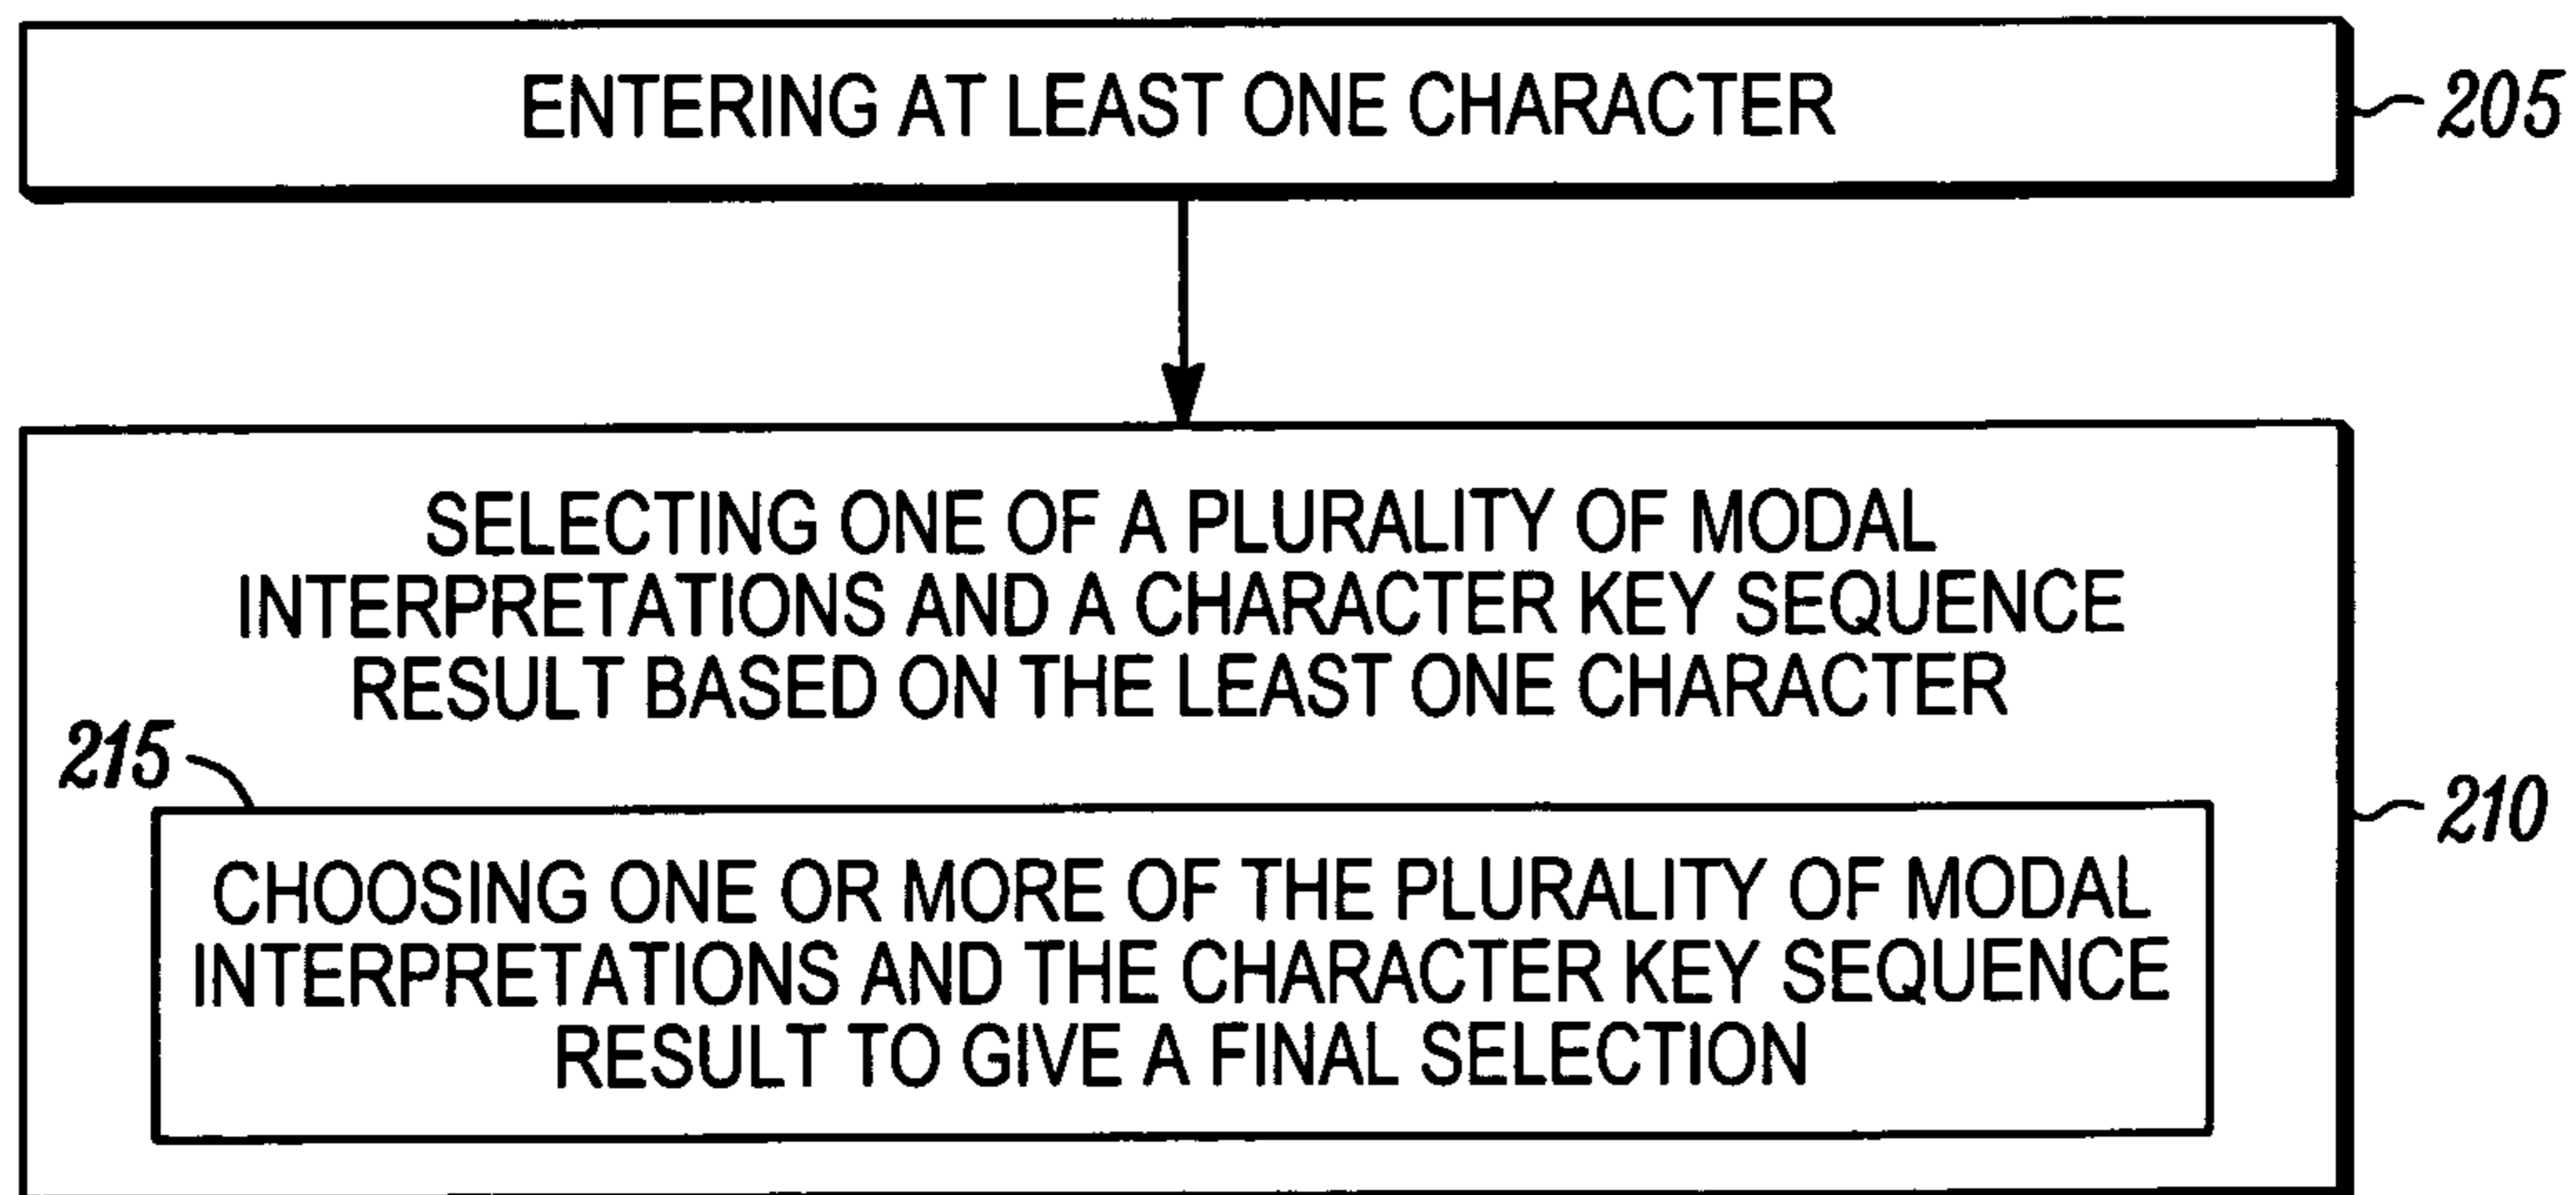 ENTERING AT LEAST ONE CHARACTER
205
SELECTING ONE OF A PLURALITY OF MODAL
INTERPRETATIONS AND A CHARACTER KEY SEQUENCE
RESULT BASED ON THE LEAST ONE CHARACTER
215
210
CHOOSING ONE OR MORE OF THE PLURALITY OF MODAL
INTERPRETATIONS AND THE CHARACTER KEY SEQUENCE
RESULT TO GIVE A FINAL SELECTION